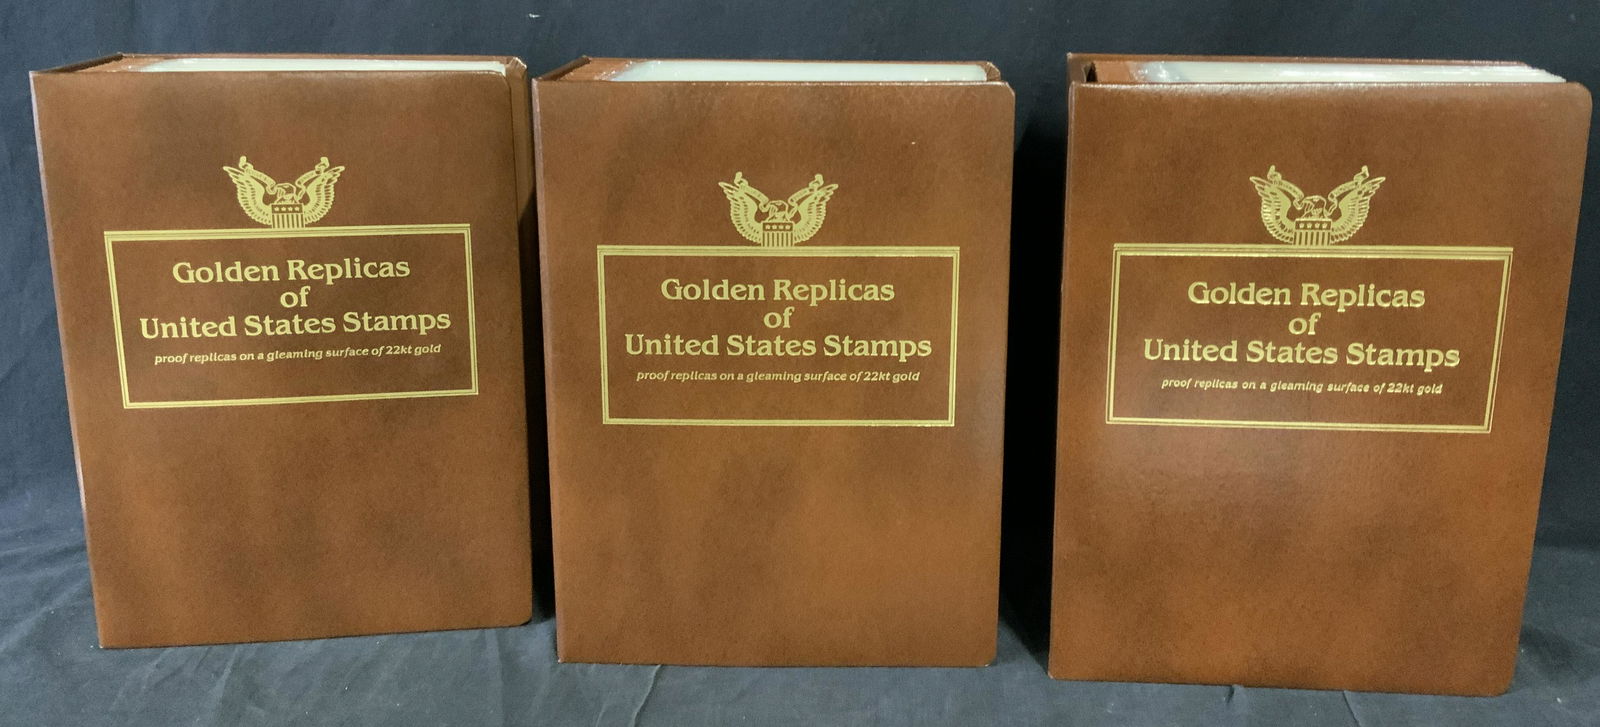 Golden Replicas
of
United States Stamps
proof replicas on a gleaming surface of 22kt gold
Golden Replicas
of
United States Stamps
proof replicas on a gleaming surface of 22kt gold
Golden Replicas
of
United States Stamps
proof replicas on a gleaming surface of 22kt gold